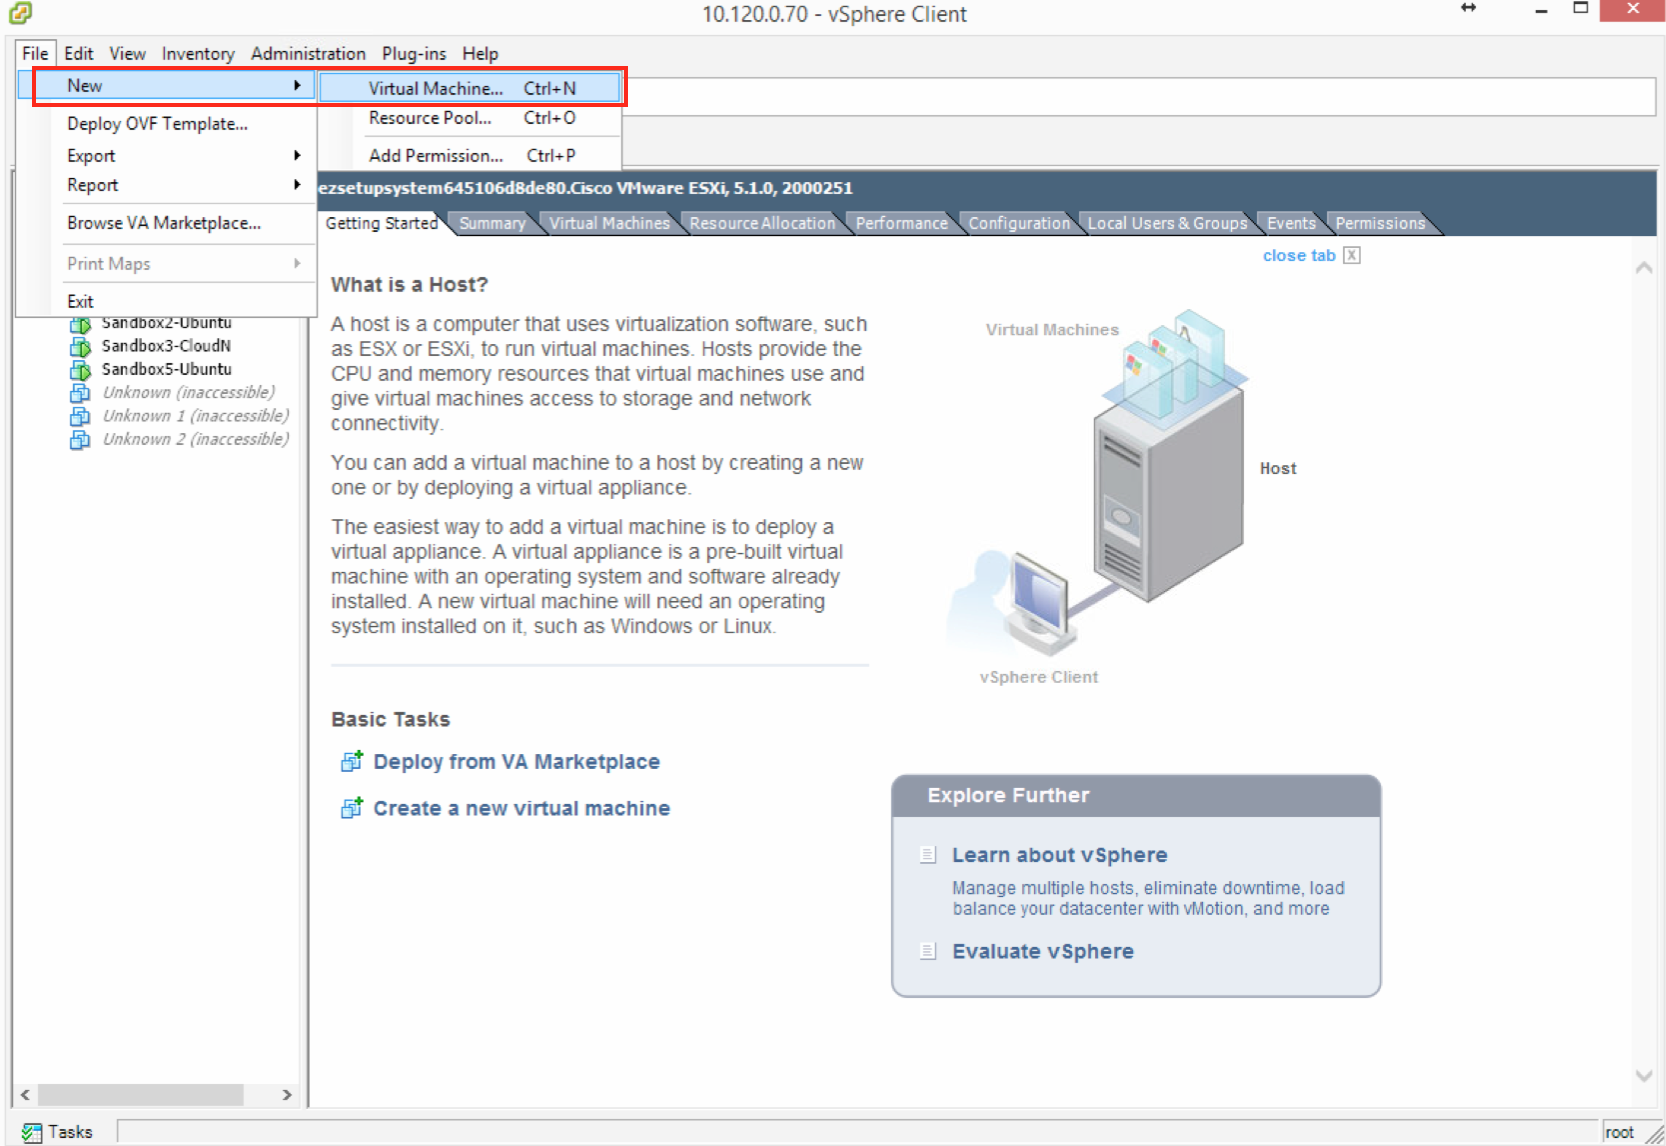 10.120.0.70 - vSphere Client
File Edit View Inventory Administration Plug-ins Help
New
Virtual Machine... Ctrl+N
Resource Pool... Ctrl+O
Add Permission... Ctrl+P
Deploy OVF Template...
Export
Report
Browse VA Marketplace...
Print Maps
Exit
Sandbox2-Ubuntu
Sandbox3-CloudN
Sandbox5-Ubuntu
Unknown (inaccessible)
Unknown 1 (inaccessible)
Unknown 2 (inaccessible)
ezsetupsystem645106d8de80.Cisco VMware ESXi, 5.1.0, 2000251
Getting Started Summary Virtual Machines Resource Allocation Performance Configuration Local Users & Groups Events Permissions
close tab X
What is a Host?
A host is a computer that uses virtualization software, such
as ESX or ESXi, to run virtual machines. Hosts provide the
CPU and memory resources that virtual machines use and
give virtual machines access to storage and network
connectivity.
You can add a virtual machine to a host by creating a new
one or by deploying a virtual appliance.
The easiest way to add a virtual machine is to deploy a
virtual appliance. A virtual appliance is a pre-built virtual
machine with an operating system and software already
installed. A new virtual machine will need an operating
system installed on it, such as Windows or Linux.
Virtual Machines
Host
vSphere Client
Basic Tasks
Deploy from VA Marketplace
Create a new virtual machine
Explore Further
Learn about vSphere
Manage multiple hosts, eliminate downtime, load
balance your datacenter with vMotion, and more
Evaluate vSphere
Tasks
root